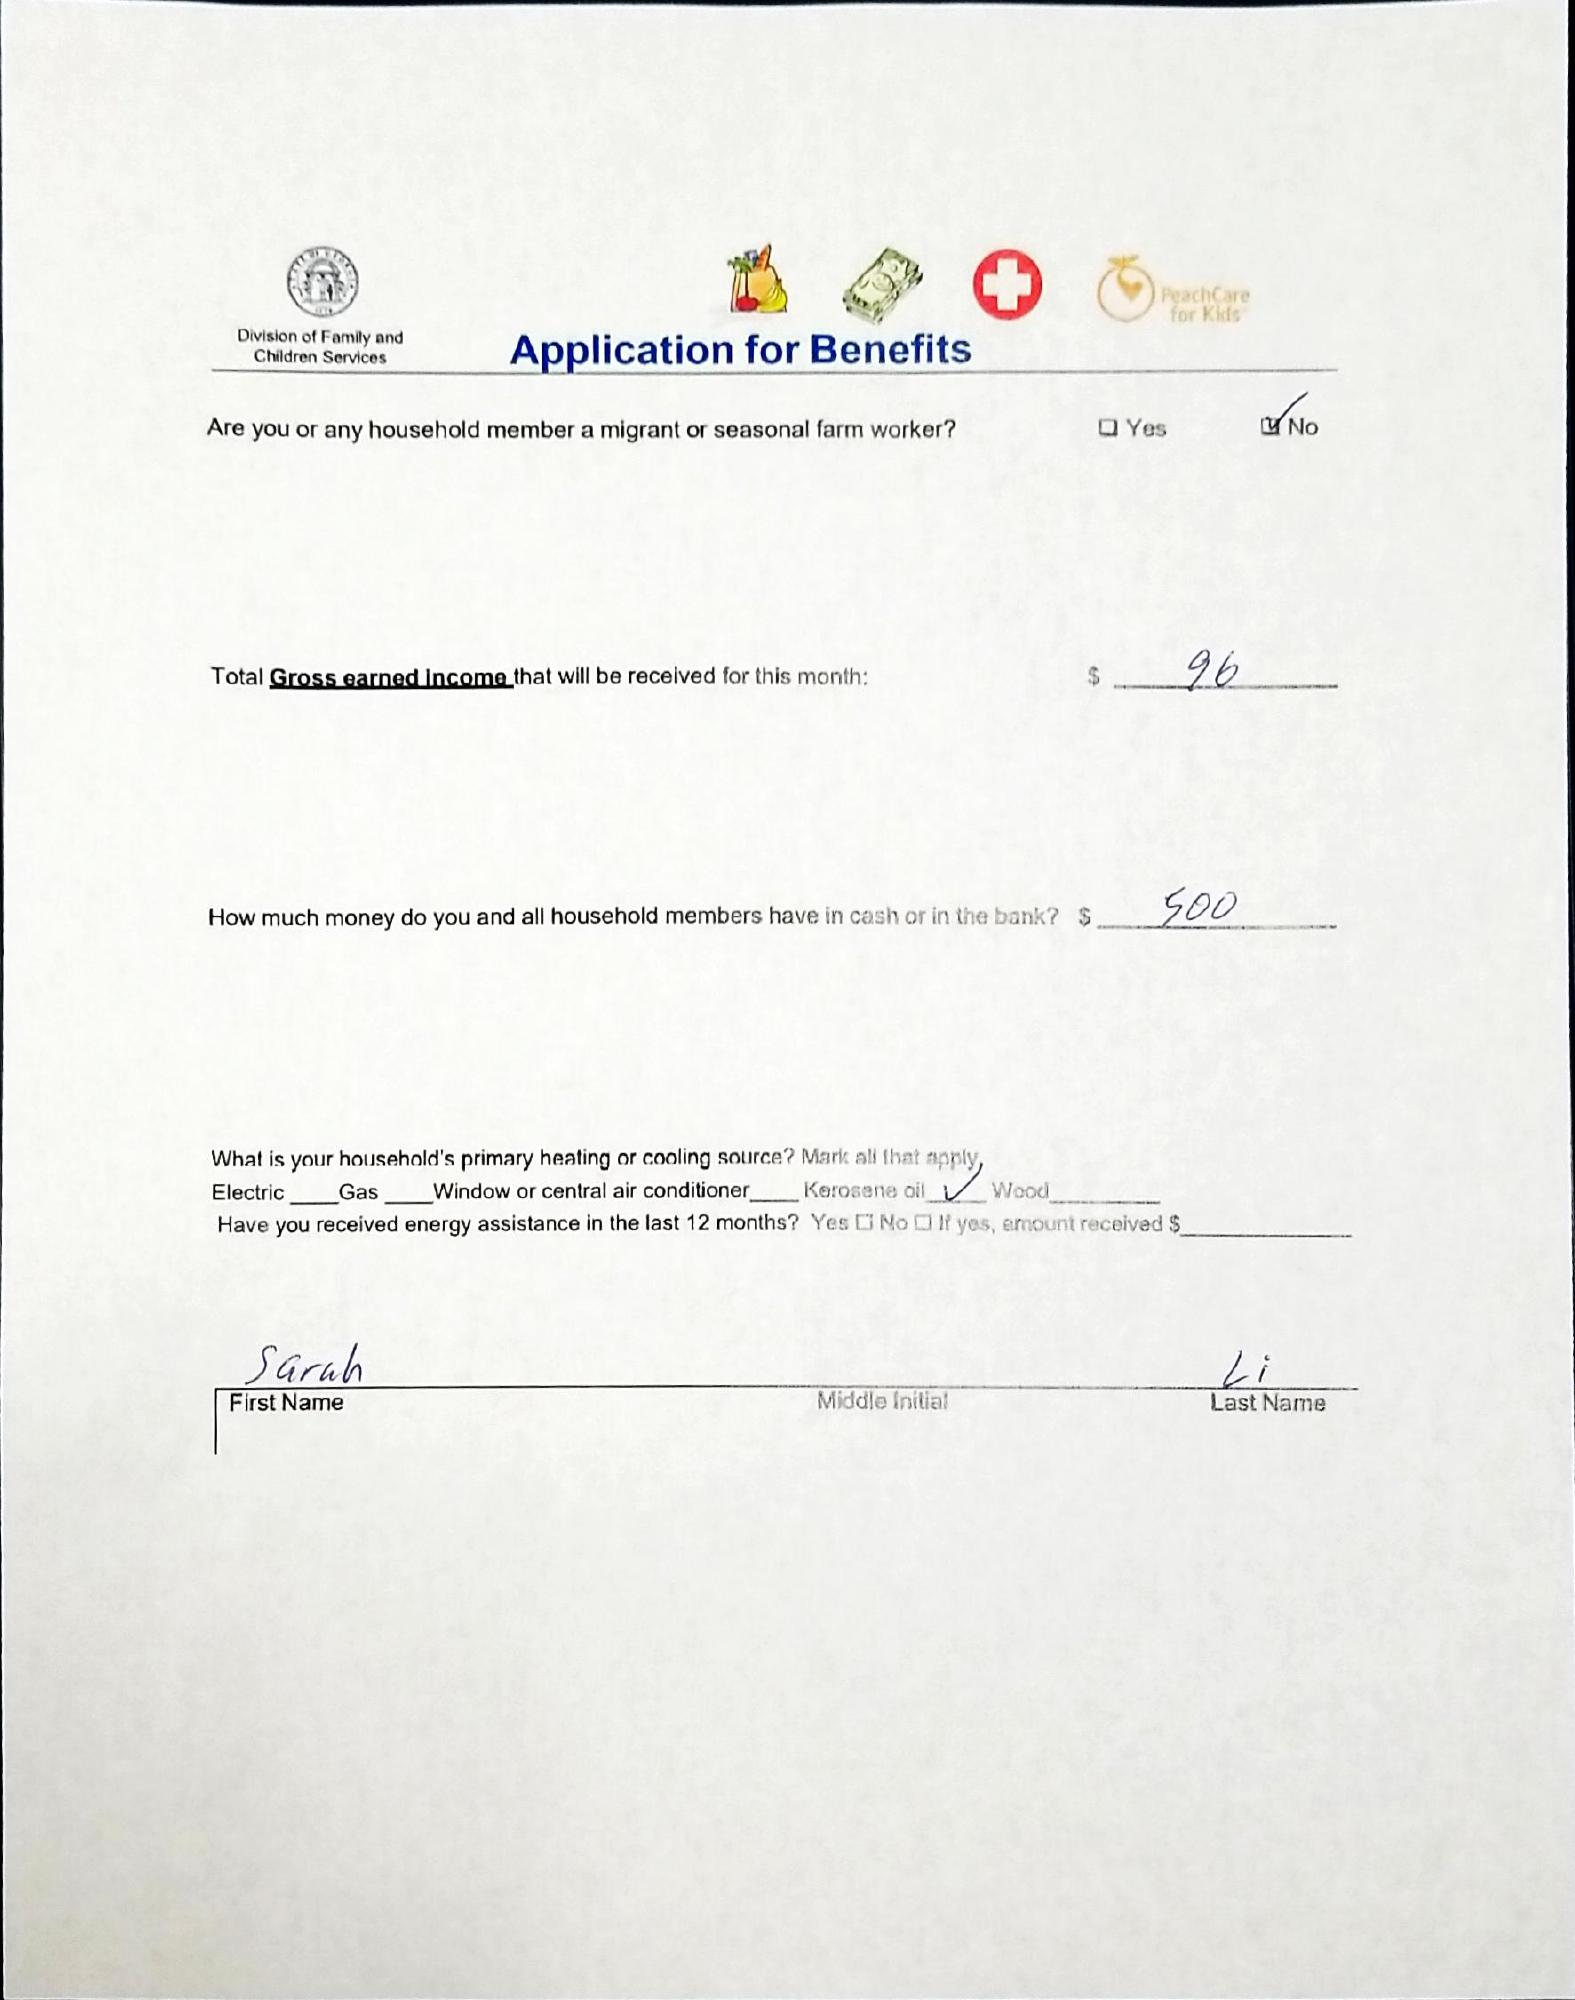 Division of Family and
Children Services
PeachCare
for Kids
Application for Benefits
Are you or any household member a migrant or seasonal farm worker? ☐ Yes ☑ No
Total Gross earned income that will be received for this month: $ 96
How much money do you and all household members have in cash or in the bank? $ 500
What is your household's primary heating or cooling source? Mark all that apply,
Electric ____Gas ____Window or central air conditioner____ Kerosene oil ✓ Wood____
Have you received energy assistance in the last 12 months? Yes ☐ No ☐ If yes, amount received $____
Sarah Li
First Name Middle Initial Last Name